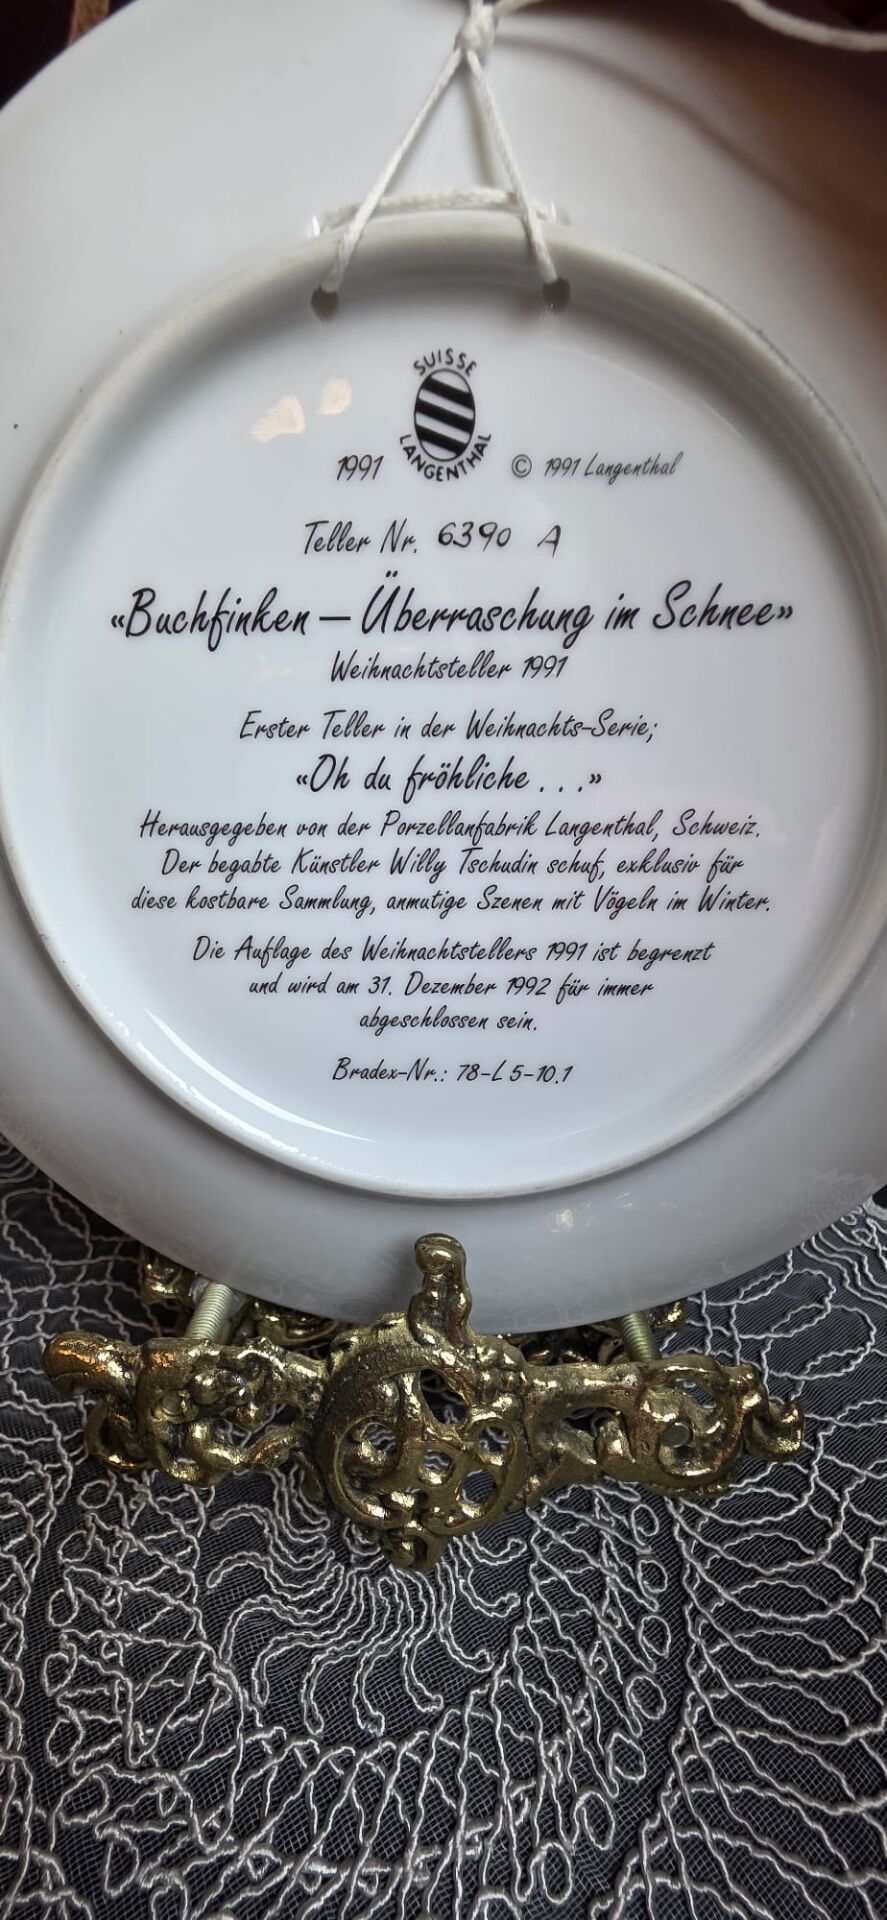 SUISSE
LANGENTHAL
1991
© 1991 Langenthal
Teller Nr. 6390 A
«Buchfinken – Überraschung im Schnee»
Weihnachtsteller 1991
Erster Teller in der Weihnachts-Serie;
«Oh du fröhliche . . .»
Herausgegeben von der Porzellanfabrik Langenthal, Schweiz.
Der begabte Künstler Willy Tschudin schuf, exklusiv für
diese kostbare Sammlung, anmutige Szenen mit Vögeln im Winter.
Die Auflage des Weihnachtstellers 1991 ist begrenzt
und wird am 31. Dezember 1992 für immer
abgeschlossen sein.
Bradex-Nr.: 78-L 5-10.1